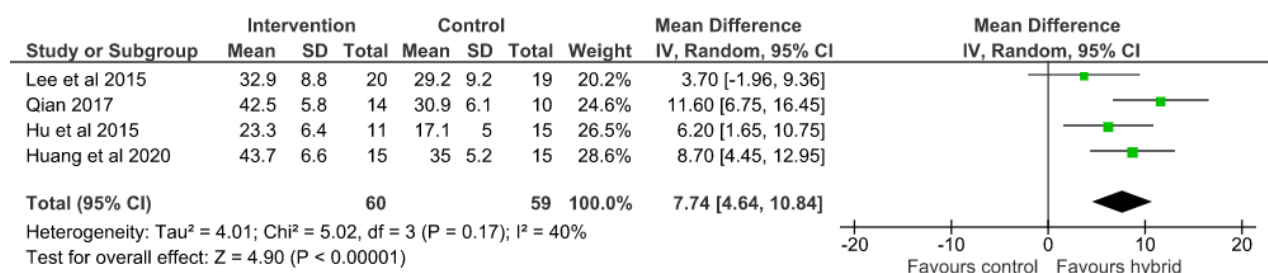 Intervention Control Mean Difference Mean Difference
Study or Subgroup Mean SD Total Mean SD Total Weight IV, Random, 95% CI IV, Random, 95% CI
Lee et al 2015 32.9 8.8 20 29.2 9.2 19 20.2% 3.70 [-1.96, 9.36]
Qian 2017 42.5 5.8 14 30.9 6.1 10 24.6% 11.60 [6.75, 16.45]
Hu et al 2015 23.3 6.4 11 17.1 5 15 26.5% 6.20 [1.65, 10.75]
Huang et al 2020 43.7 6.6 15 35 5.2 15 28.6% 8.70 [4.45, 12.95]
Total (95% CI) 60 59 100.0% 7.74 [4.64, 10.84]
Heterogeneity: Tau² = 4.01; Chi² = 5.02, df = 3 (P = 0.17); I² = 40%
Test for overall effect: Z = 4.90 (P < 0.00001)
-20 -10 0 10 20
Favours control Favours hybrid